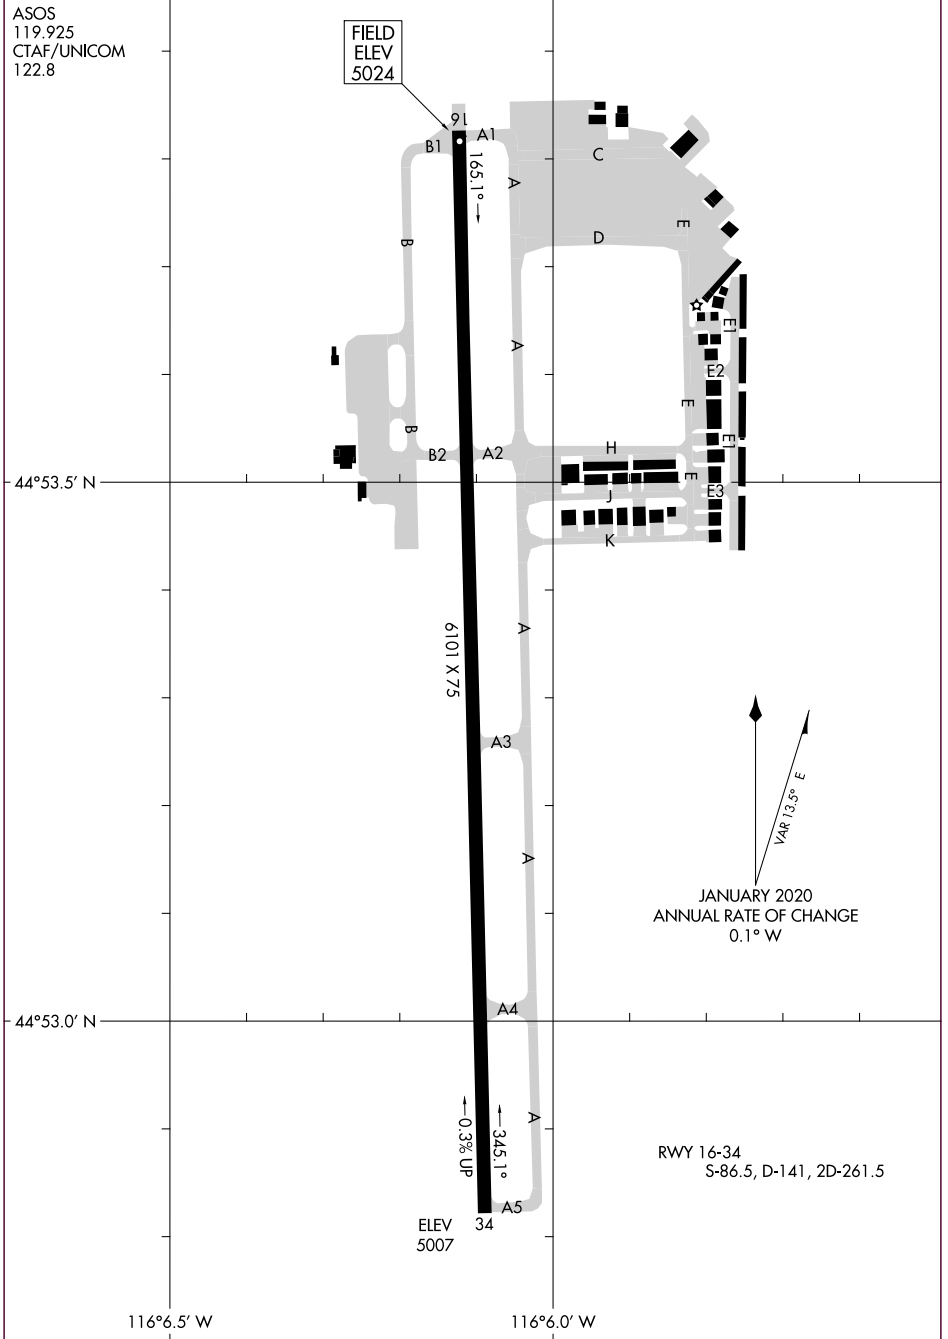 ASOS
119.925
CTAF/UNICOM
122.8
FIELD
ELEV
5024
16
A1
B1
C
165.1°
A
E
B
D
A
E1
E2
E
B
E1
H
B2
A2
E
44°53.5' N
E3
J
K
A
6101 X 75
A3
VAR 13.5° E
A
JANUARY 2020
ANNUAL RATE OF CHANGE
0.1° W
A4
44°53.0' N
A
0.3% UP
345.1°
RWY 16-34
S-86.5, D-141, 2D-261.5
A5
ELEV
5007
34
116°6.5' W
116°6.0' W